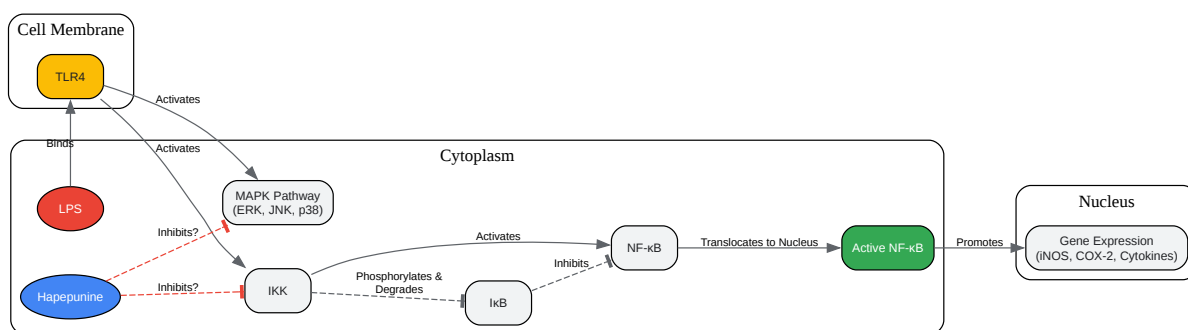 Cell Membrane
TLR4
Activates
Binds
Activates
Cytoplasm
LPS
MAPK Pathway
(ERK, JNK, p38)
Inhibits?
Hapepunine
Inhibits?
IKK
Activates
Phosphorylates &
Degrades
IκB
Inhibits
NF-κB
Translocates to Nucleus
Active NF-κB
Promotes
Nucleus
Gene Expression
(iNOS, COX-2, Cytokines)